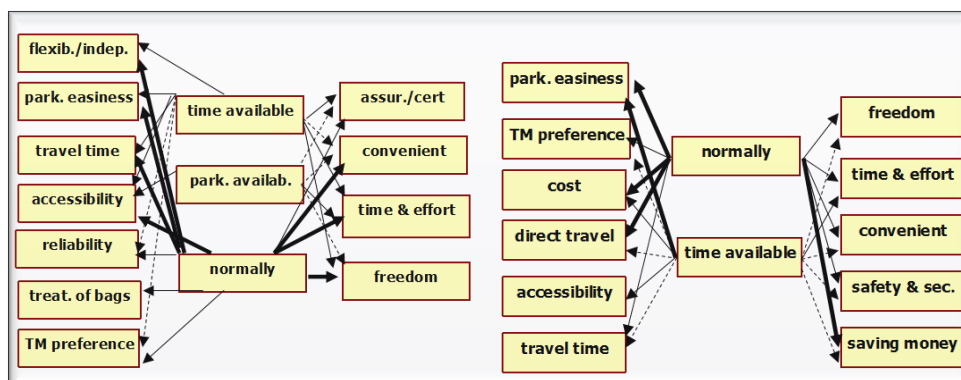 flexib./indep.
park. easiness
travel time
accessibility
reliability
treat. of bags
TM preference
time available
park. availab.
normally
assur./cert
convenient
time & effort
freedom
park. easiness
TM preference
cost
direct travel
accessibility
travel time
normally
time available
freedom
time & effort
convenient
safety & sec.
saving money